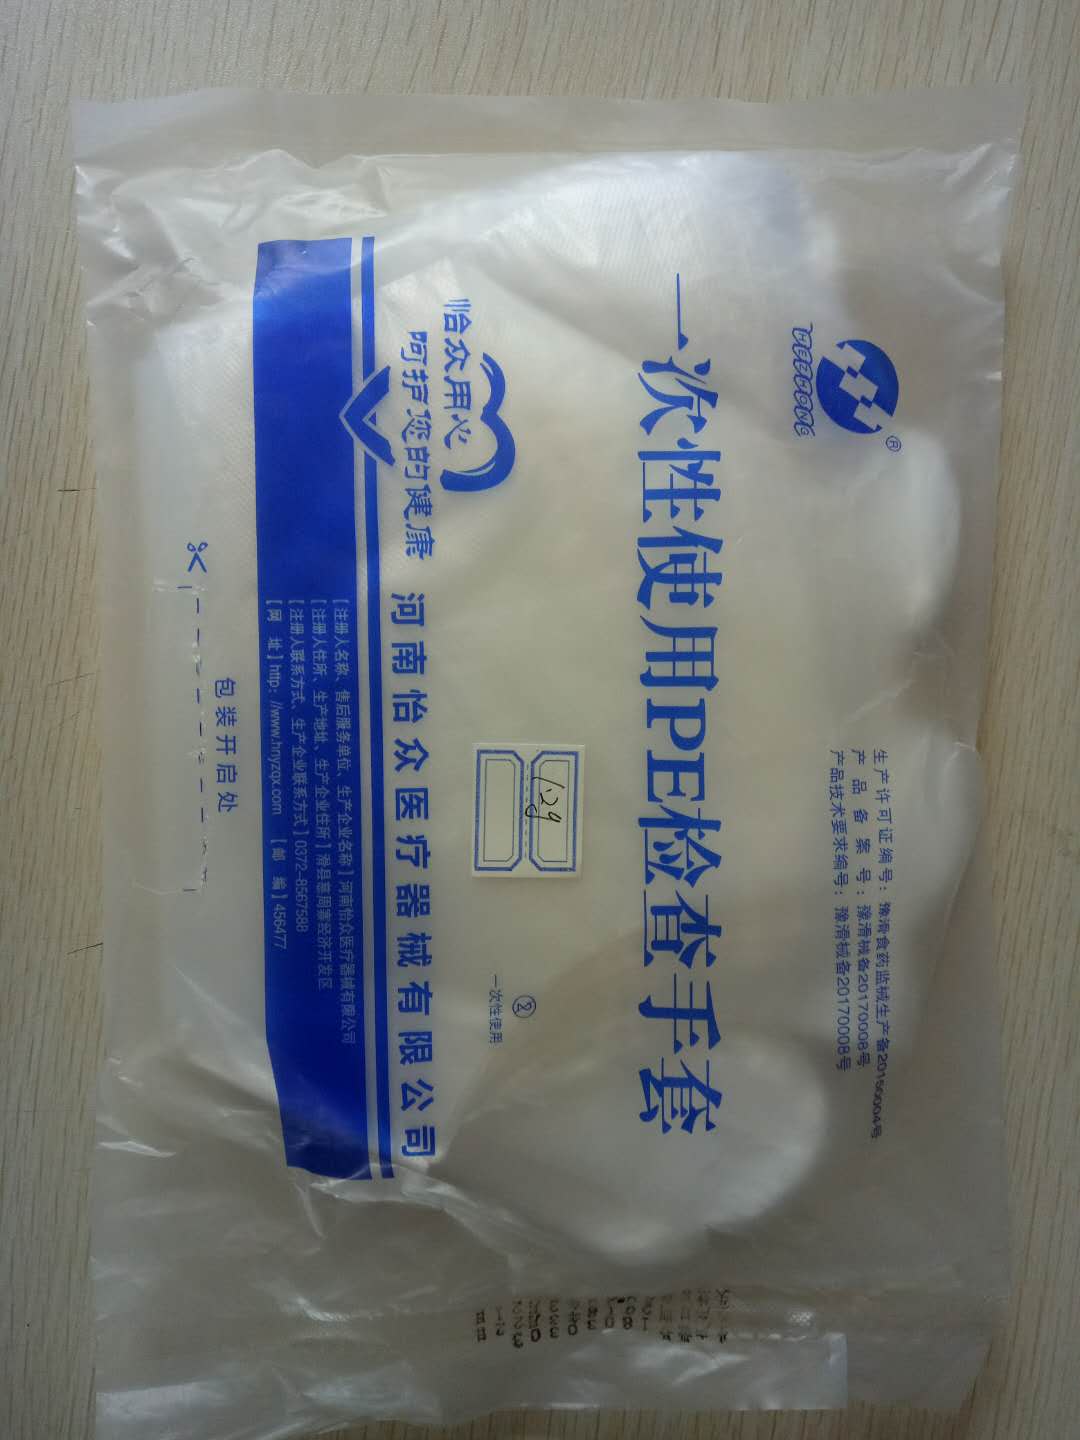 ®
YIZHONG
生产许可证编号：豫滑食药监械生产备20150004号
产品备案号：豫滑械备20170008号
产品技术要求编号：豫滑械备20170008号
一次性使用PE检查手套
1.2g
②
一次性使用
怡众用心
呵护您的健康
河南怡众医疗器械有限公司
【注册人名称、售后服务单位、生产企业名称】河南怡众医疗器械有限公司
【注册人住所、生产地址、生产企业住所】滑县慈周寨经济开发区
【注册人联系方式、生产企业联系方式】0372-8567588
【网 址】http://www.hnyzqx.com 【邮 编】456477
包装开启处